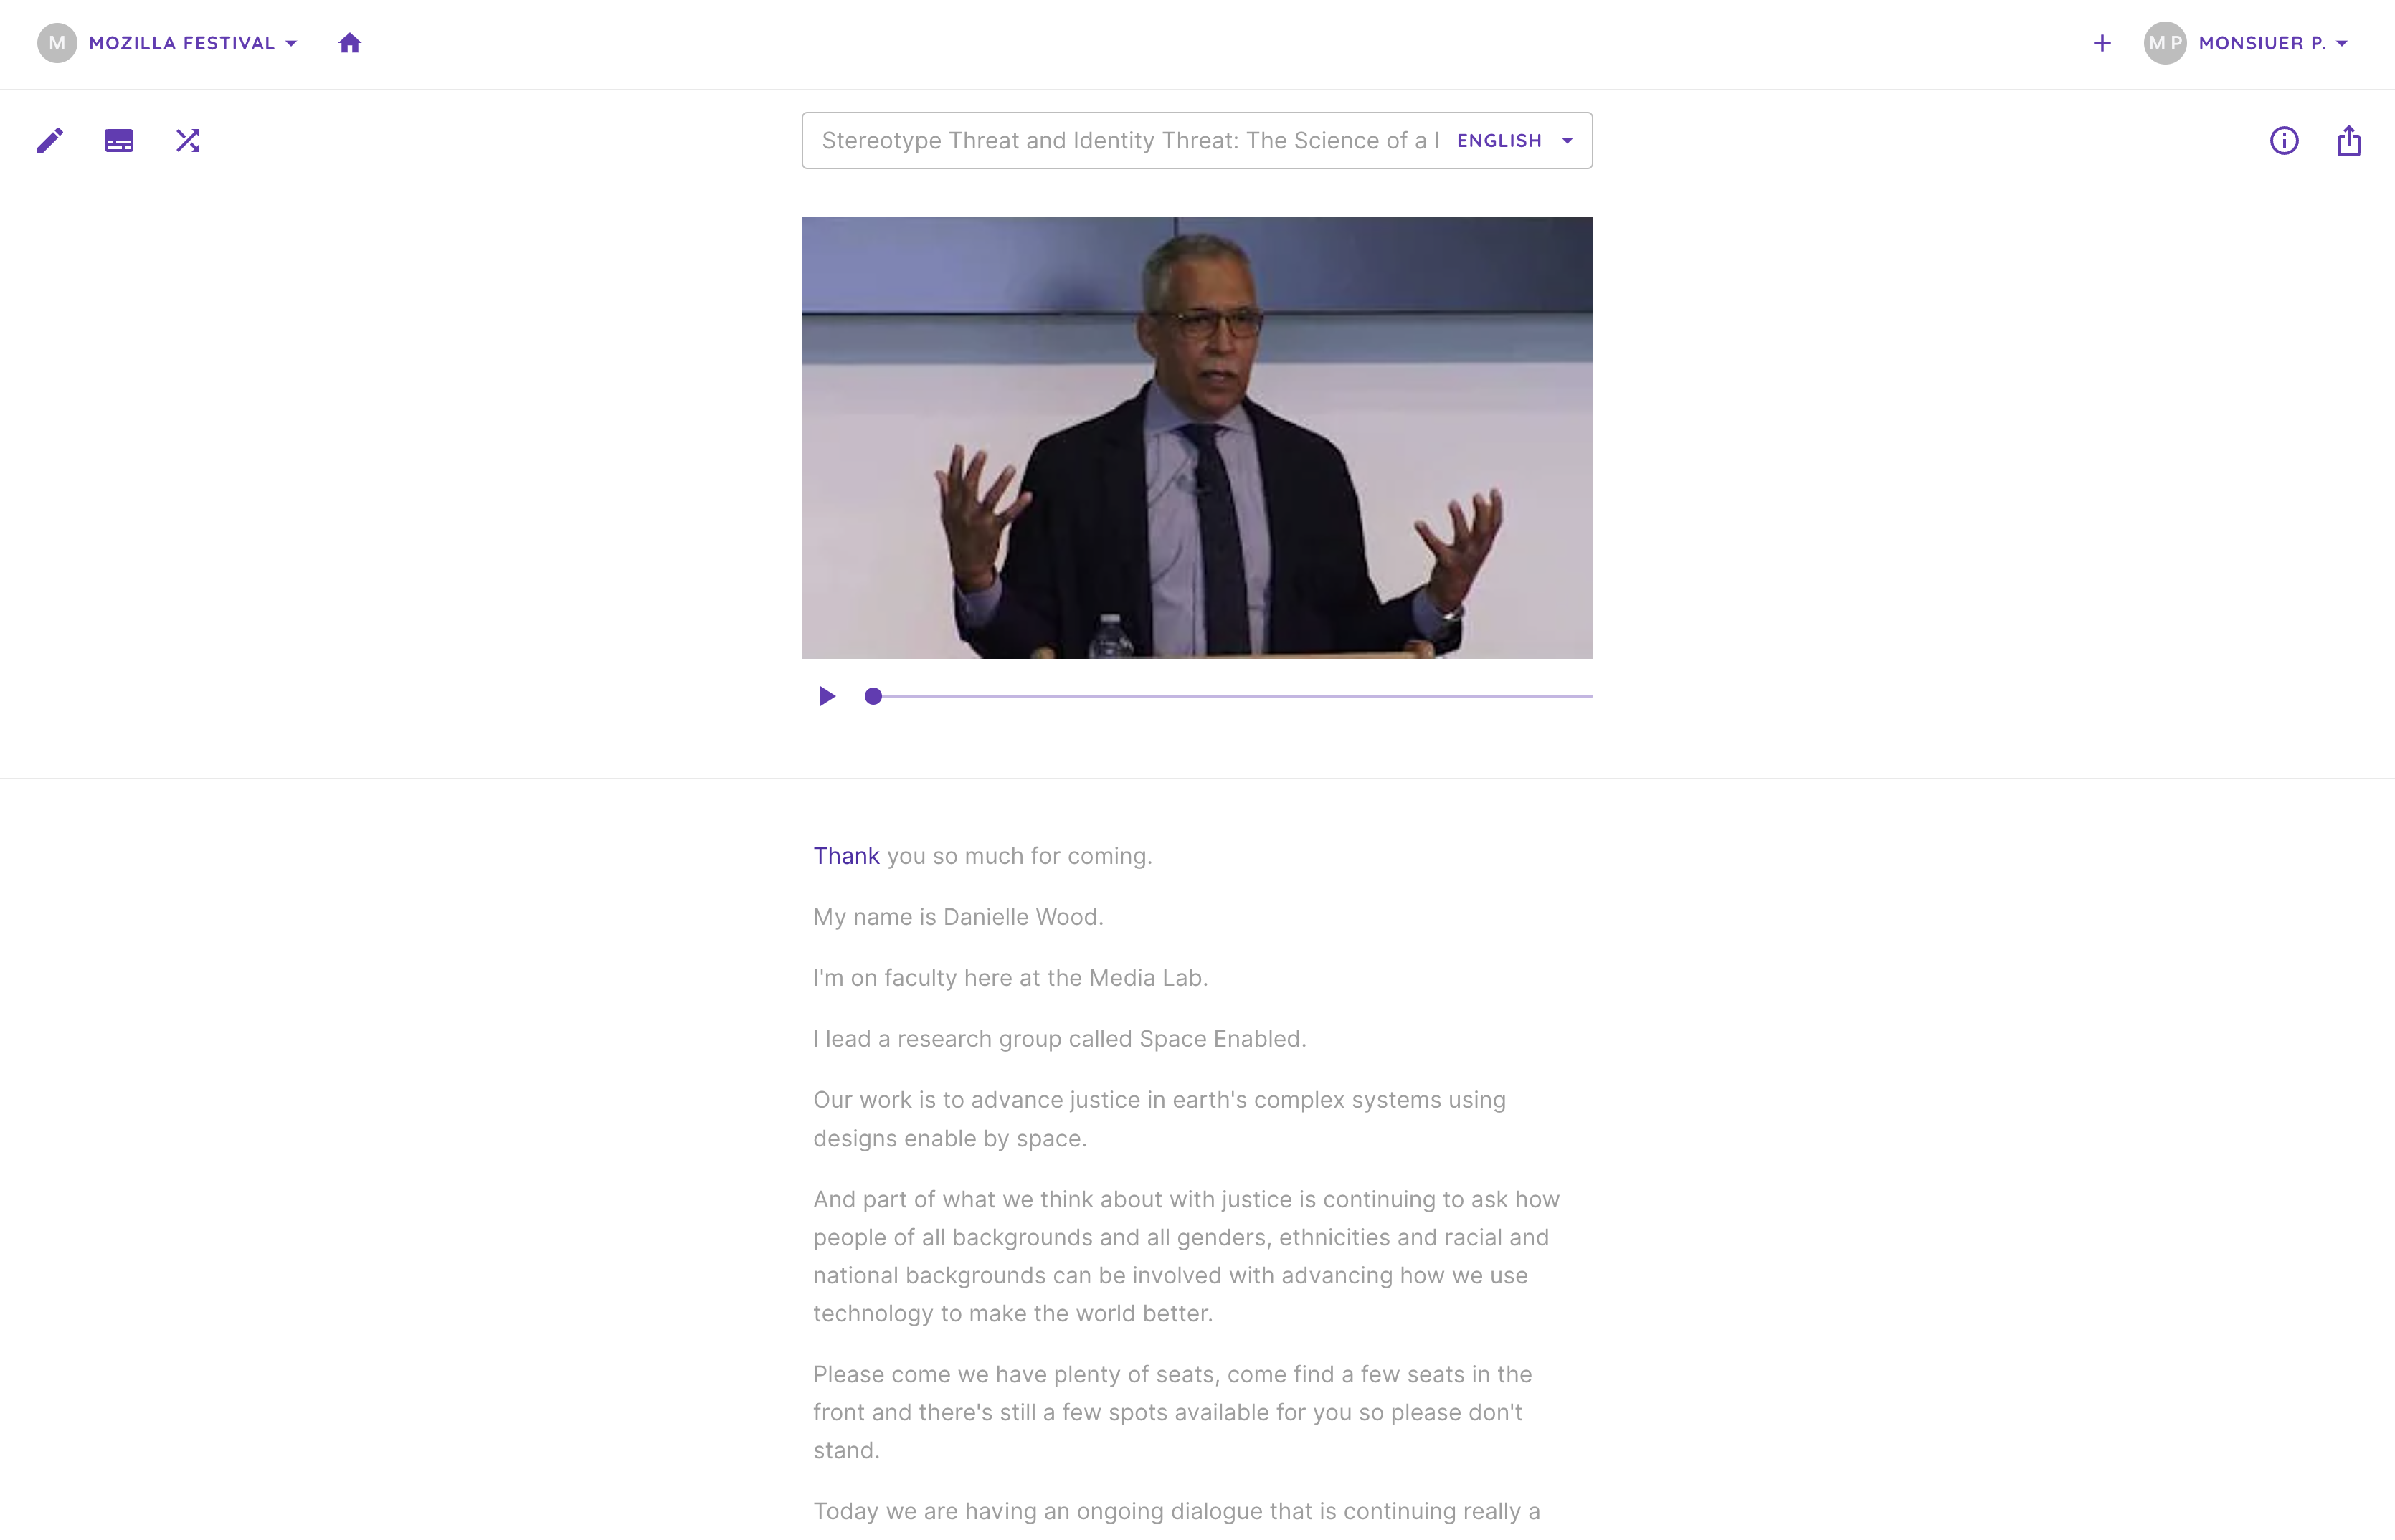 M MOZILLA FESTIVAL
M P MONSIUER P.
Stereotype Threat and Identity Threat: The Science of a ENGLISH
Thank you so much for coming.
My name is Danielle Wood.
I'm on faculty here at the Media Lab.
I lead a research group called Space Enabled.
Our work is to advance justice in earth's complex systems using
designs enable by space.
And part of what we think about with justice is continuing to ask how
people of all backgrounds and all genders, ethnicities and racial and
national backgrounds can be involved with advancing how we use
technology to make the world better.
Please come we have plenty of seats, come find a few seats in the
front and there's still a few spots available for you so please don't
stand.
Today we are having an ongoing dialogue that is continuing really a